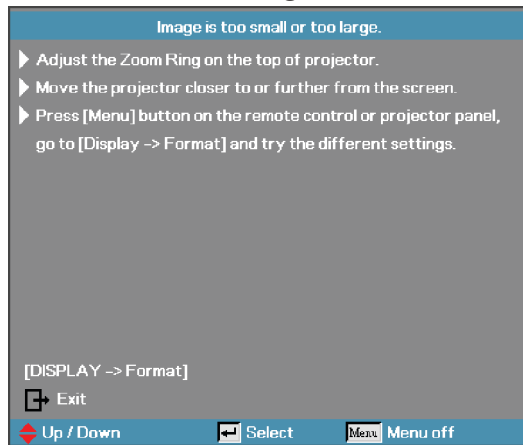 Image is too small or too large.
Adjust the Zoom Ring on the top of projector.
Move the projector closer to or further from the screen.
Press [Menu] button on the remote control or projector panel,
go to [Display -> Format] and try the different settings.
[DISPLAY -> Format]
Exit
Up / Down Select Menu Menu off